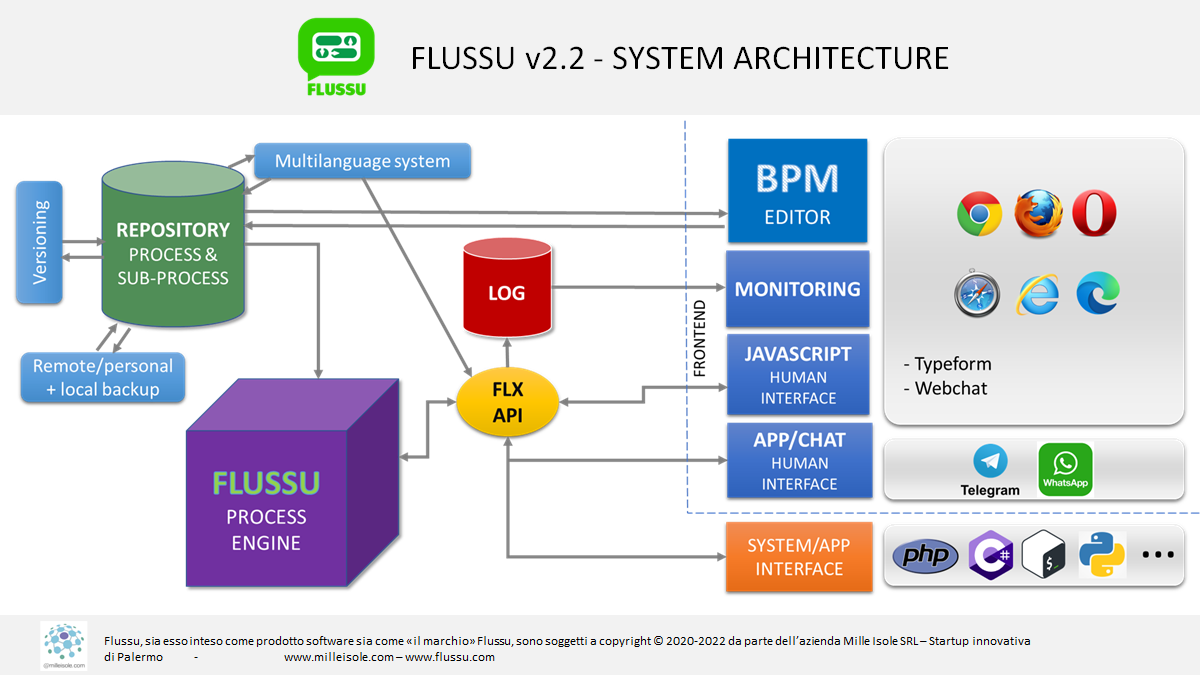 FLUSSU
FLUSSU v2.2 - SYSTEM ARCHITECTURE
Multilanguage system
Versioning
REPOSITORY
PROCESS &
SUB-PROCESS
Remote/personal
+ local backup
LOG
FLX
API
FLUSSU
PROCESS
ENGINE
FRONTEND
BPM
EDITOR
MONITORING
JAVASCRIPT
HUMAN
INTERFACE
APP/CHAT
HUMAN
INTERFACE
SYSTEM/APP
INTERFACE
- Typeform
- Webchat
Telegram
WhatsApp
php
C#
$_
...
@milleisole.com
Flussu, sia esso inteso come prodotto software sia come «il marchio» Flussu, sono soggetti a copyright © 2020-2022 da parte dell'azienda Mille Isole SRL – Startup innovativa
di Palermo - www.milleisole.com – www.flussu.com